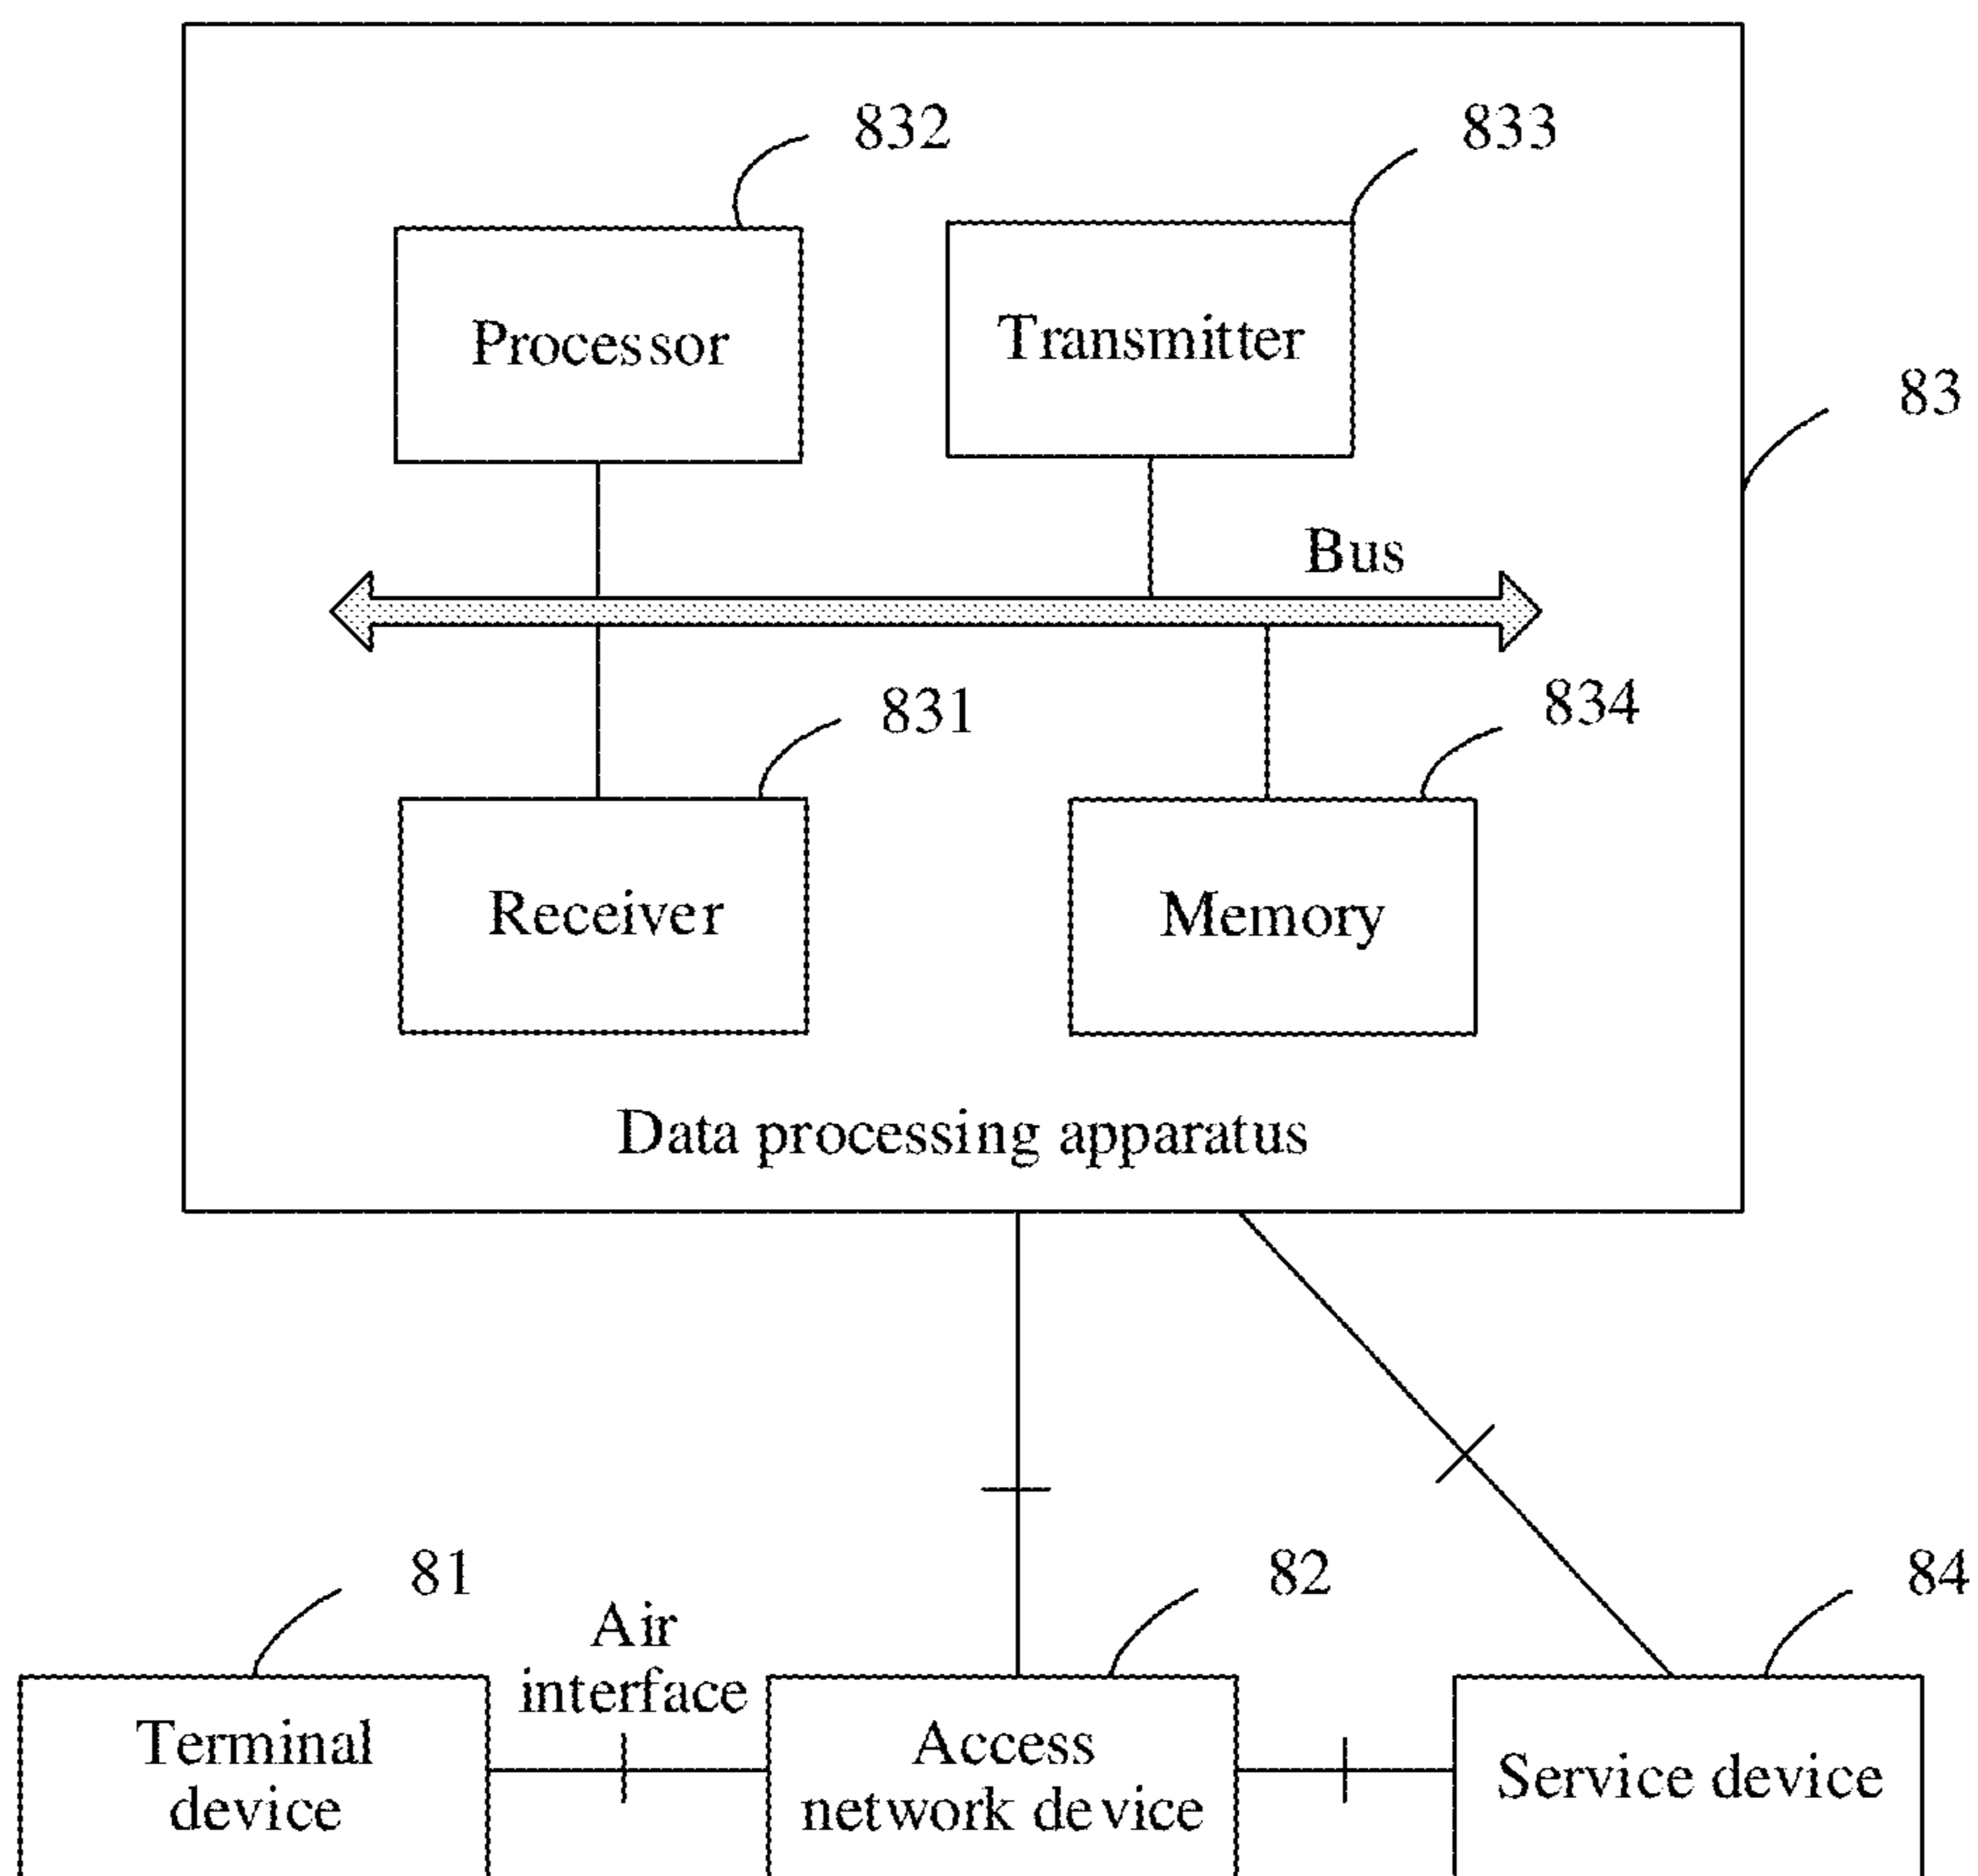 832
833
Processor
Transmitter
83
Bus
831
834
Receiver
Memory
Data processing apparatus
81
82
84
Air
interface
Terminal
device
Access
network device
Service device